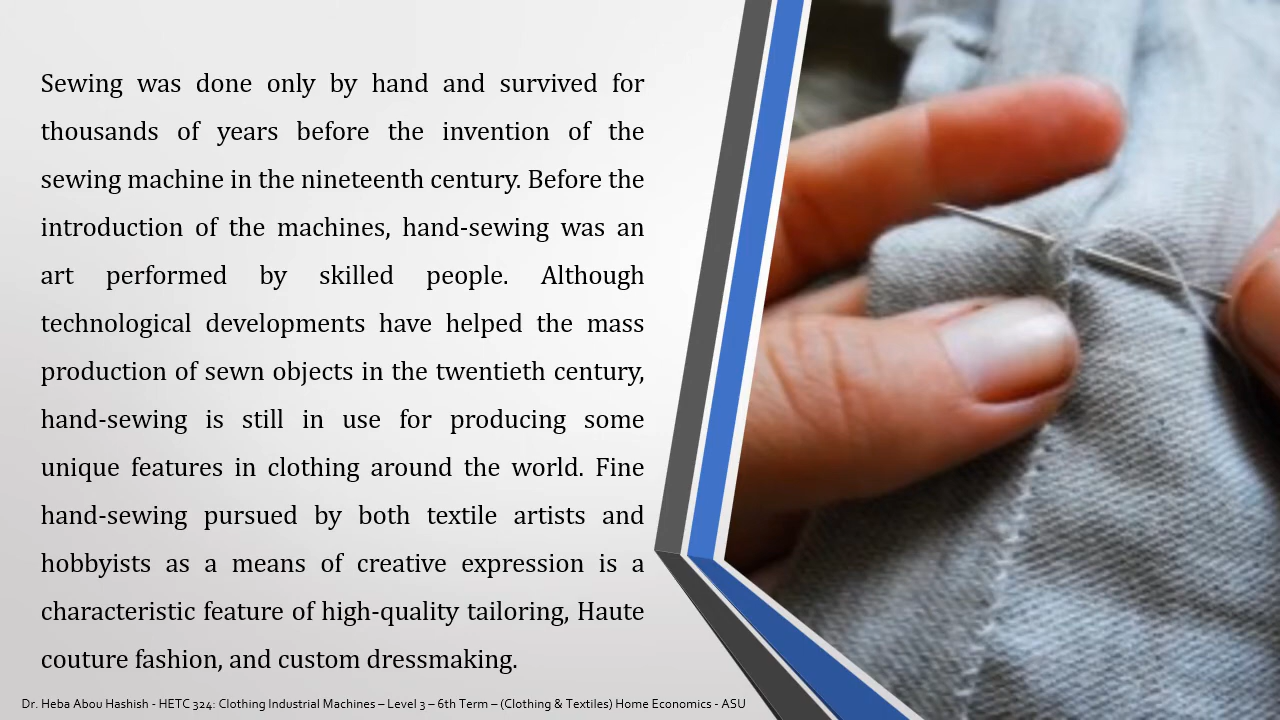 Sewing was done only by hand and survived for
thousands of years before the invention of the
sewing machine in the nineteenth century. Before the
introduction of the machines, hand-sewing was an
art performed by skilled people. Although
technological developments have helped the mass
production of sewn objects in the twentieth century,
hand-sewing is still in use for producing some
unique features in clothing around the world. Fine
hand-sewing pursued by both textile artists and
hobbyists as a means of creative expression is a
characteristic feature of high-quality tailoring, Haute
couture fashion, and custom dressmaking.
Dr. Heba Abou Hashish - HETC 324: Clothing Industrial Machines – Level 3 – 6th Term – (Clothing & Textiles) Home Economics - ASU